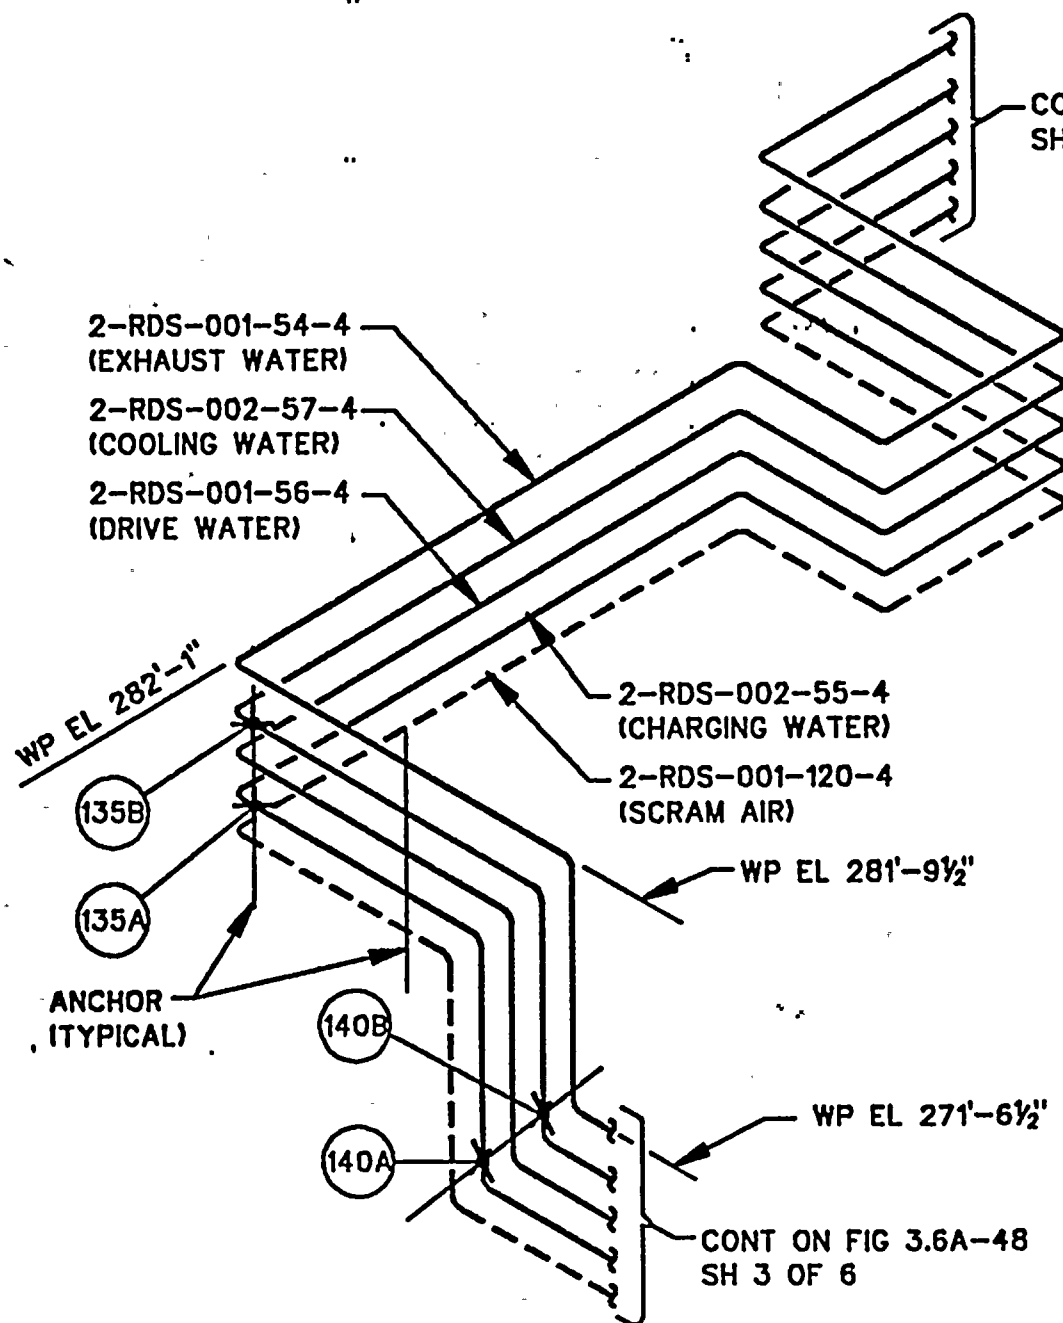 CO
SH
2-RDS-001-54-4
(EXHAUST WATER)
2-RDS-002-57-4
(COOLING WATER)
2-RDS-001-56-4
(DRIVE WATER)
WP EL 282'-1"
2-RDS-002-55-4
(CHARGING WATER)
2-RDS-001-120-4
(SCRAM AIR)
135B
WP EL 281'-9½"
135A
ANCHOR
(TYPICAL)
140B
WP EL 271'-6½"
140A
CONT ON FIG 3.6A-48
SH 3 OF 6